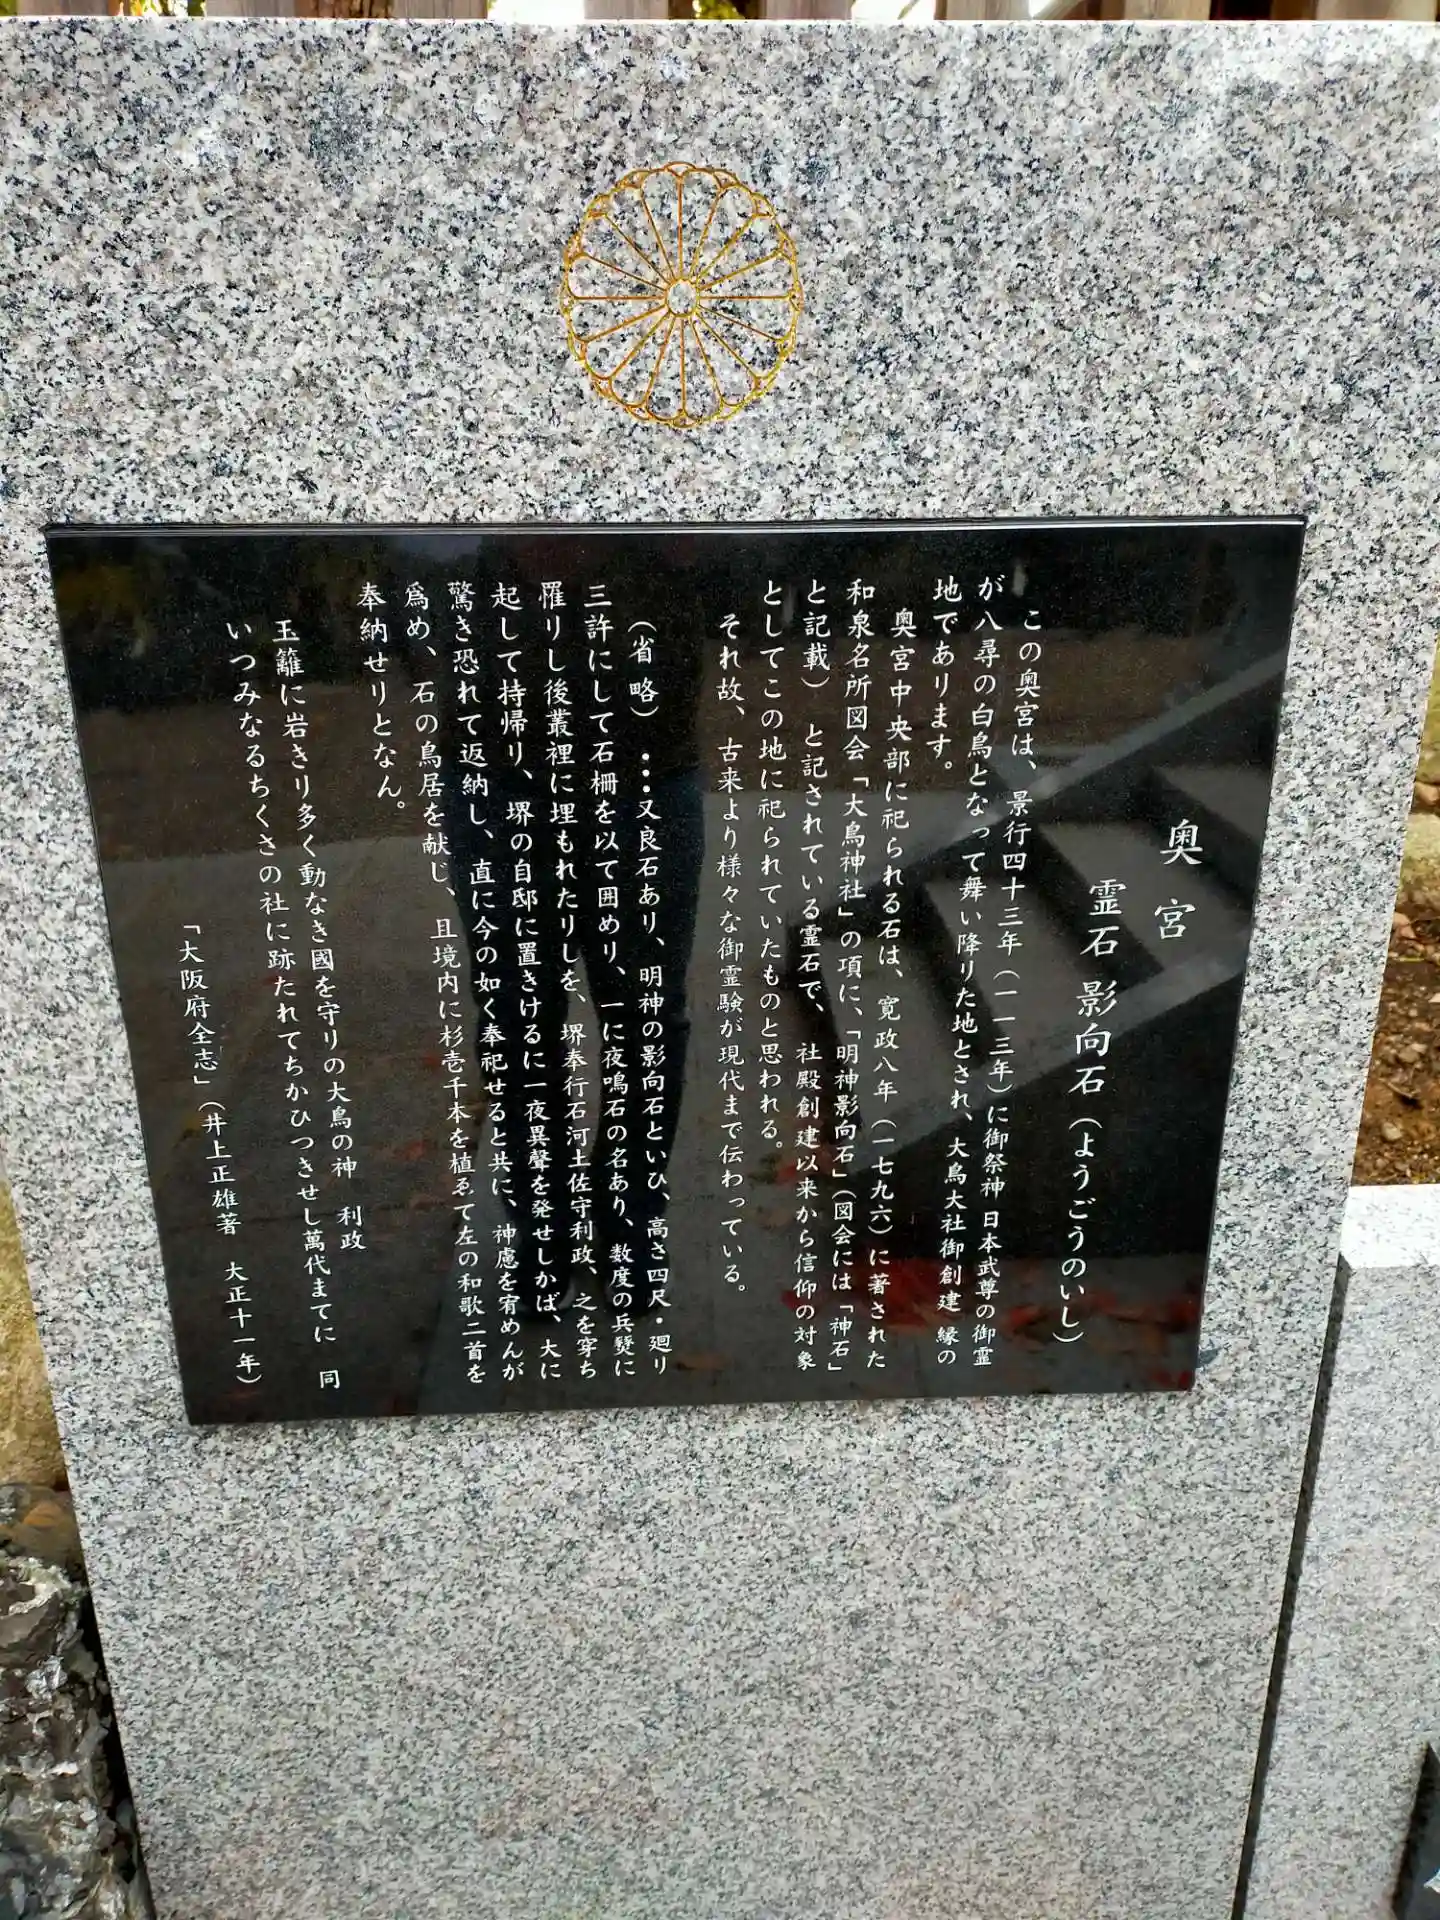 奥宮
霊石 影向石(ようごうのいし)
この奥宮は、景行四十三年(一一三年)に御祭神 日本武尊の御霊
が八尋の白鳥となって舞い降りた地とされ、大鳥大社御創建 縁の
地であります。
奥宮中央部に祀られる石は、寛政八年(一七九六)に著された
和泉名所図会「大鳥神社」の項に、「明神影向石」(図会には「神石」
と記載) と記されている霊石で、 社殿創建以来から信仰の対象
としてこの地に祀られていたものと思われる。
それ故、古来より様々な御霊験が現代まで伝わっている。
(省略)・・・又良石あり、明神の影向石といひ、高さ四尺・廻り
三許にして石柵を以て囲めり、一に夜鳴石の名あり、数度の兵燹に
罹りし後叢裡に埋もれたりしを、堺奉行石河土佐守利政、之を穿ち
起して持帰り、堺の自邸に置きけるに一夜異聲を発せしかば、大に
驚き恐れて返納し、直に今の如く奉祀せると共に、神慮を宥めんが
爲め、石の鳥居を献じ、且境内に杉壱千本を植ゑて左の和歌二首を
奉納せりとなん。
玉籬に岩きり多く動なき國を守りの大鳥の神 利政
いつみなるちくさの社に跡たれてちかひつきせし萬代まてに 同
「大阪府全志」(井上正雄著 大正十一年)